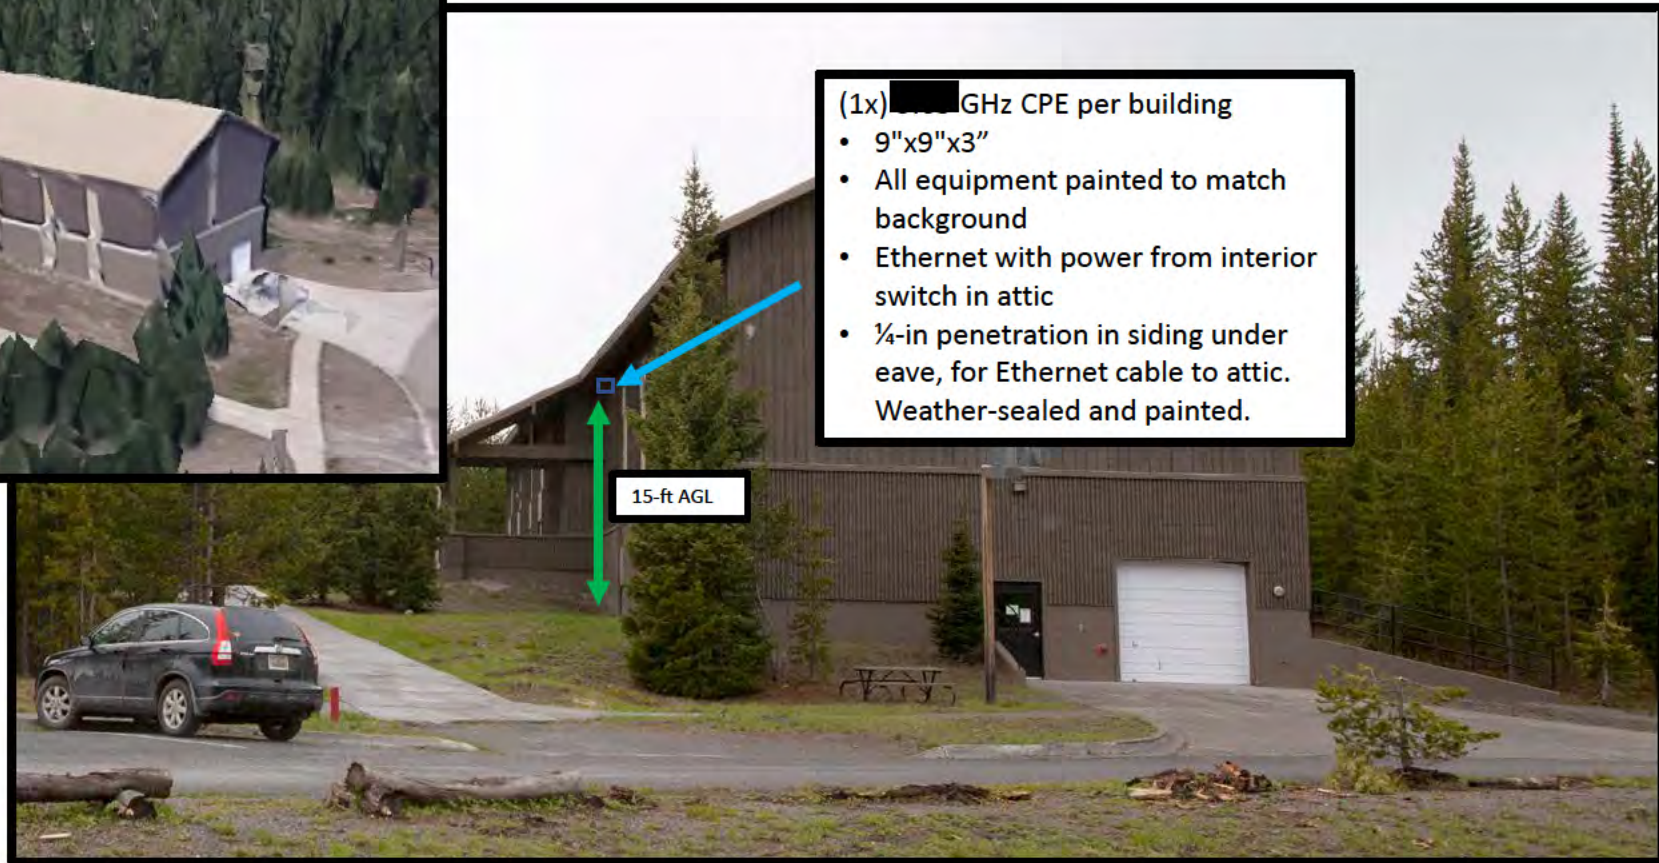 (1x) GHz CPE per building
• 9"x9"x3”
• All equipment painted to match
background
• Ethernet with power from interior
switch in attic
• ¼-in penetration in siding under
eave, for Ethernet cable to attic.
Weather-sealed and painted.
15-ft AGL